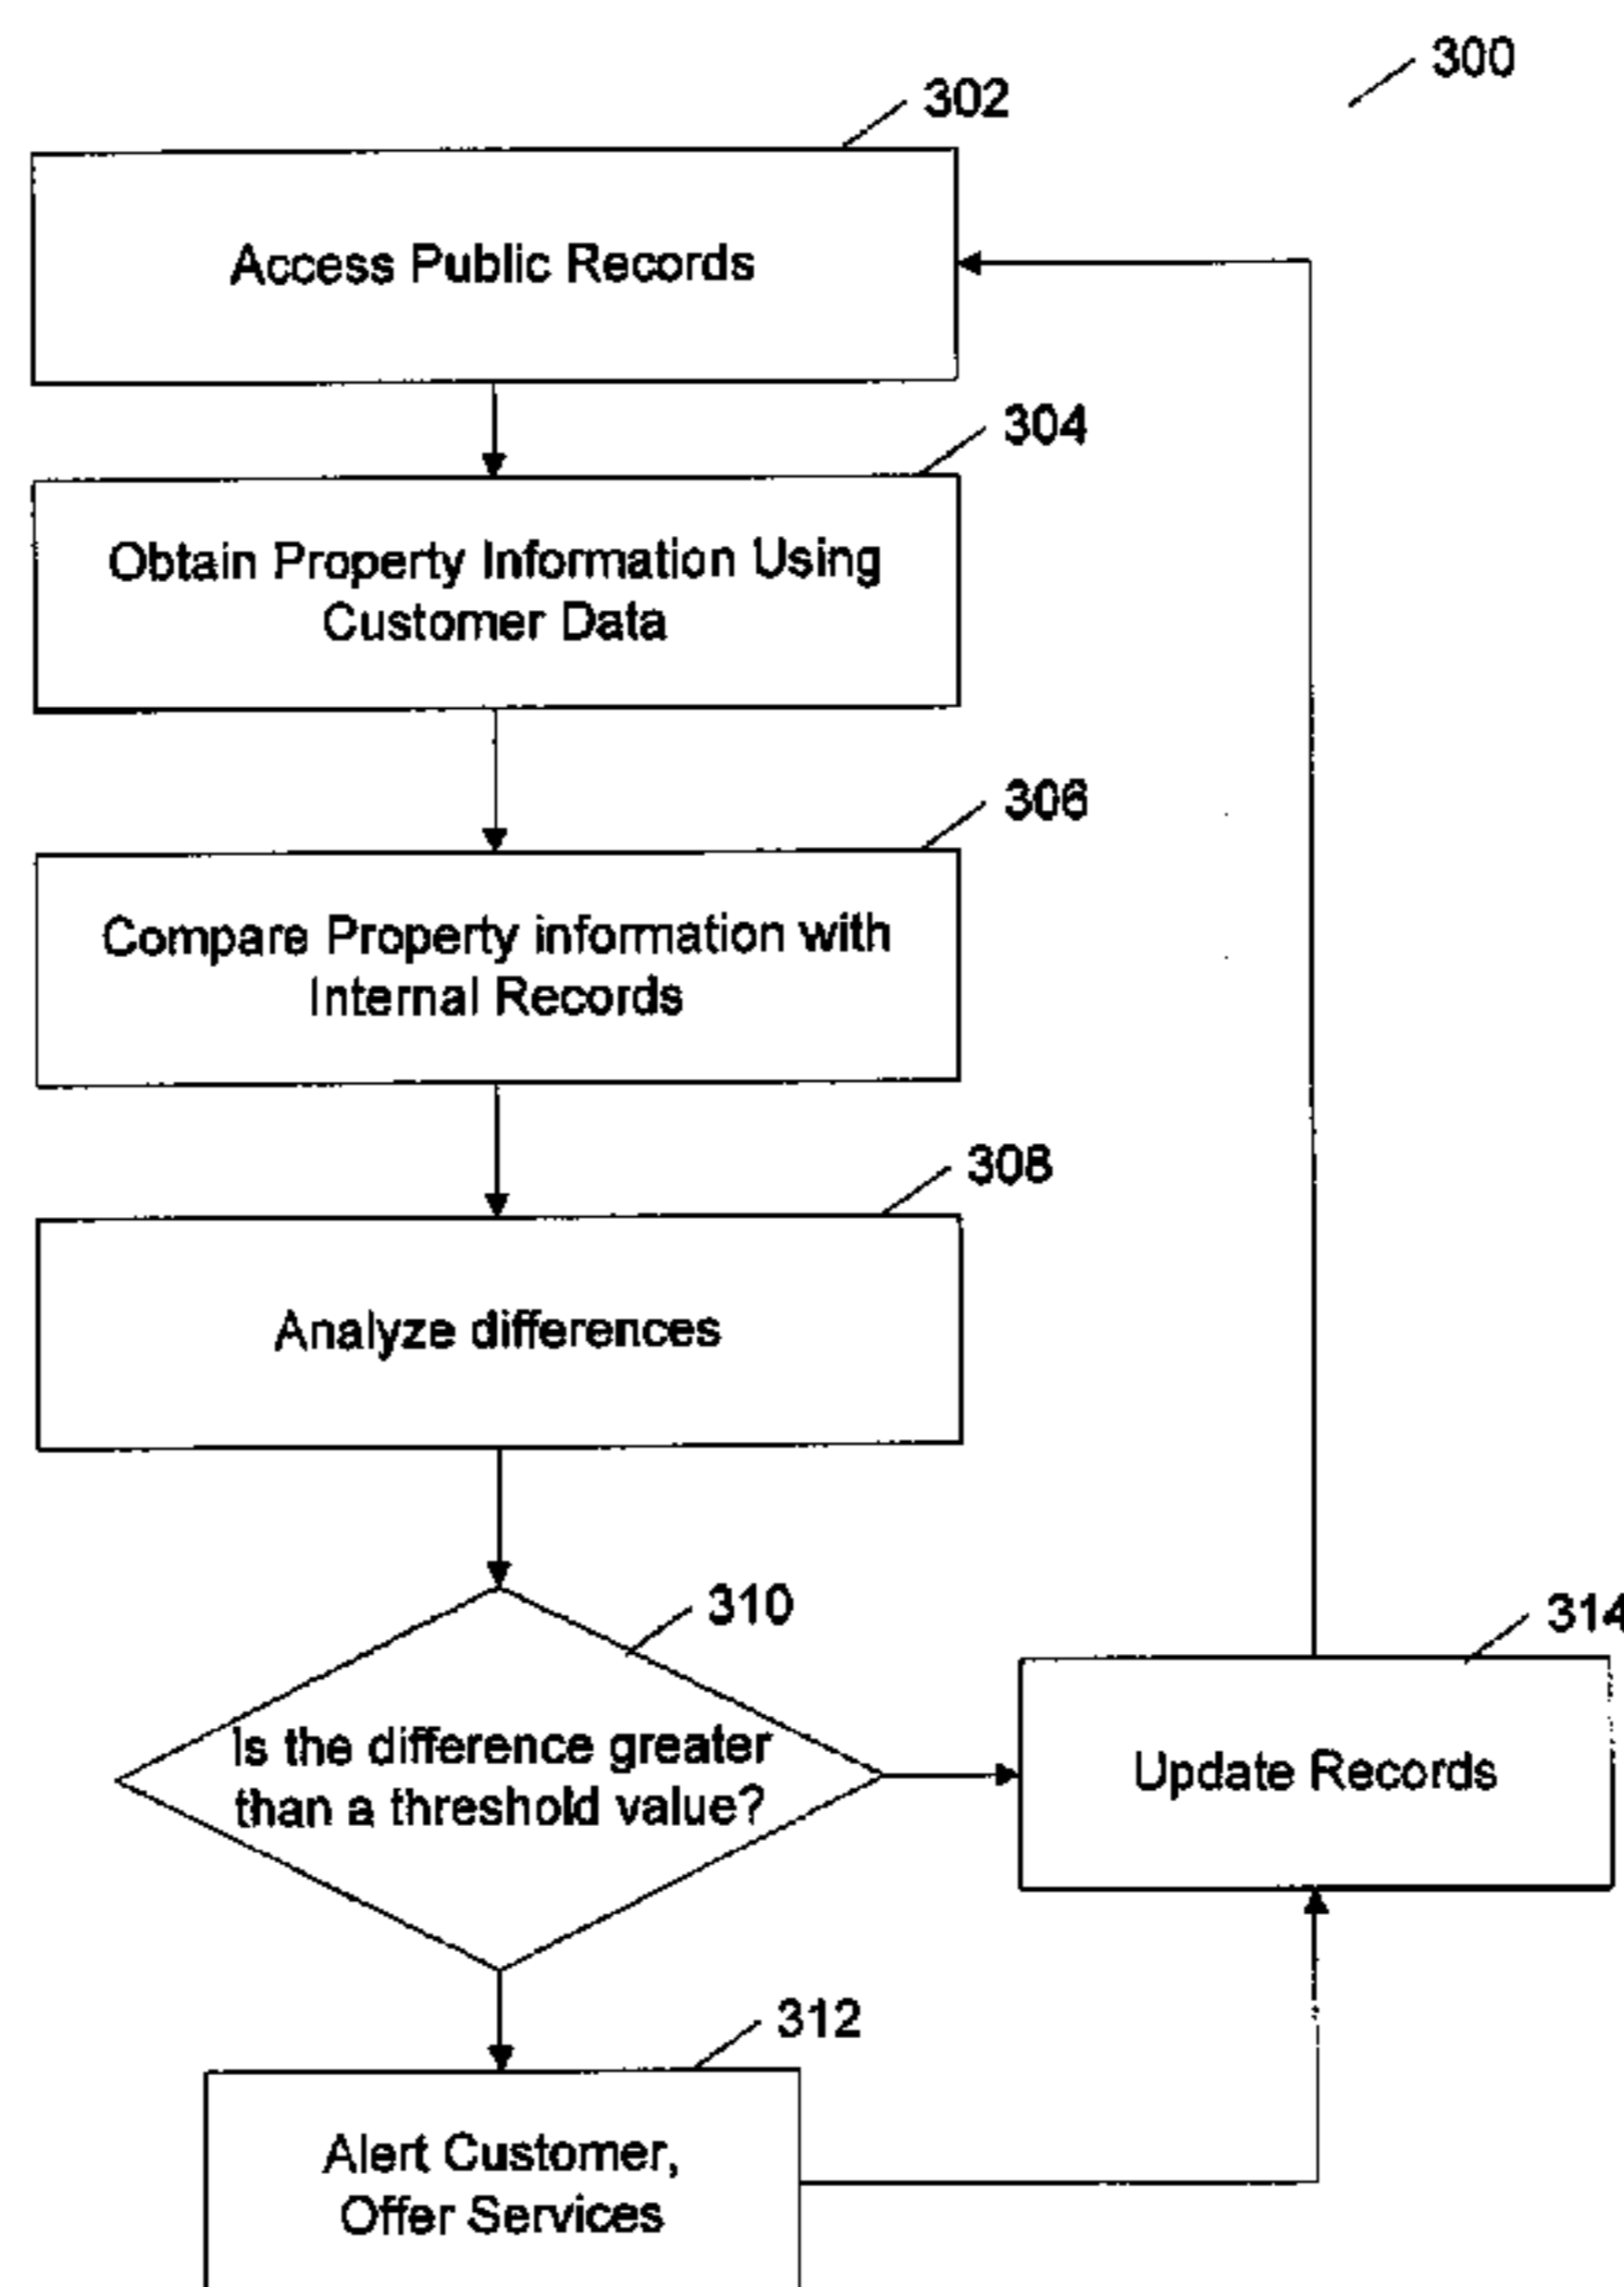 300
302
Access Public Records
304
Obtain Property Information Using
Customer Data
306
Compare Property information with
Internal Records
308
Analyze differences
310
Is the difference greater
than a threshold value?
314
Update Records
312
Alert Customer,
Offer Services